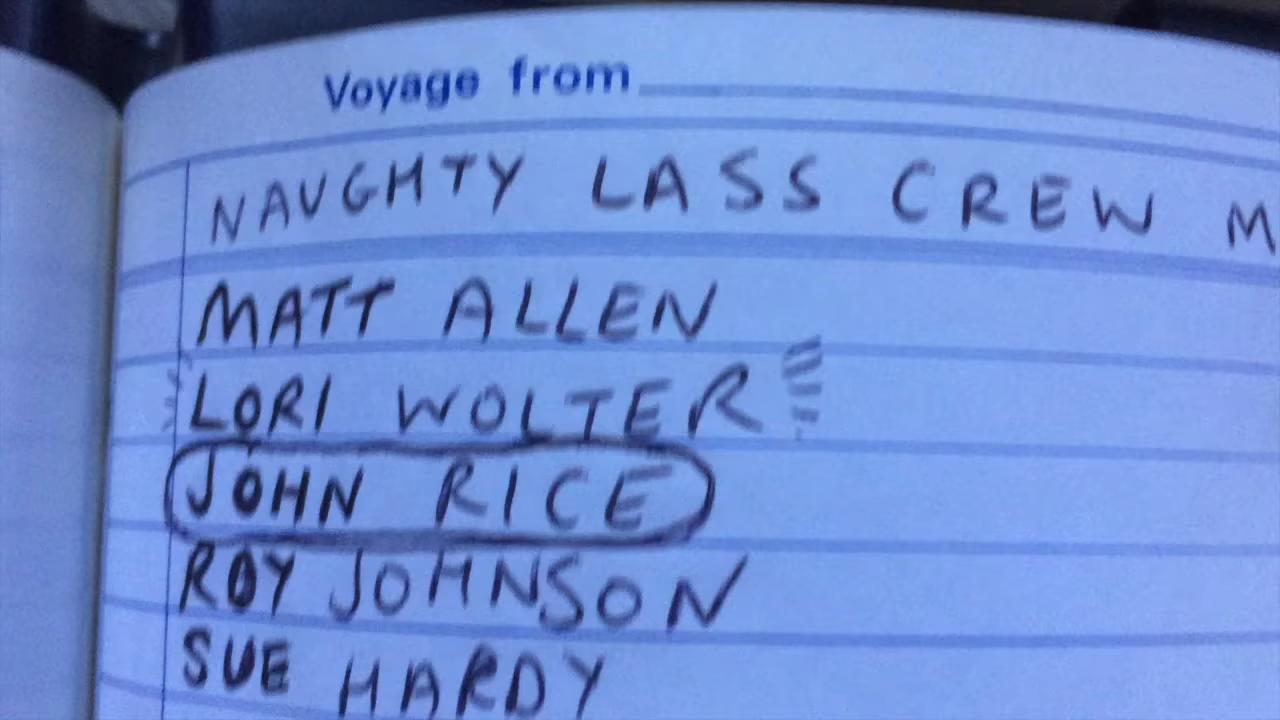 Voyage from
NAUGHTY LASS CREW M
MATT ALLEN
LORI WOLTER
JOHN RICE
ROY JOHNSON
SUE HARDY